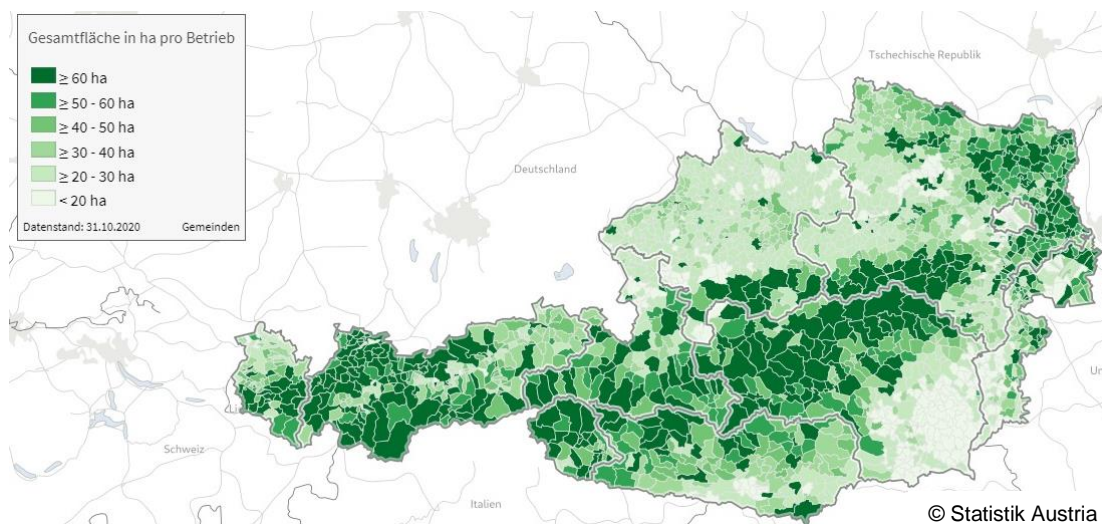 Gesamtfläche in ha pro Betrieb
≥ 60 ha
≥ 50 - 60 ha
≥ 40 - 50 ha
≥ 30 - 40 ha
≥ 20 - 30 ha
< 20 ha
Datenstand: 31.10.2020 Gemeinden
Tschechische Republik
Deutschland
Schweiz
Italien
© Statistik Austria